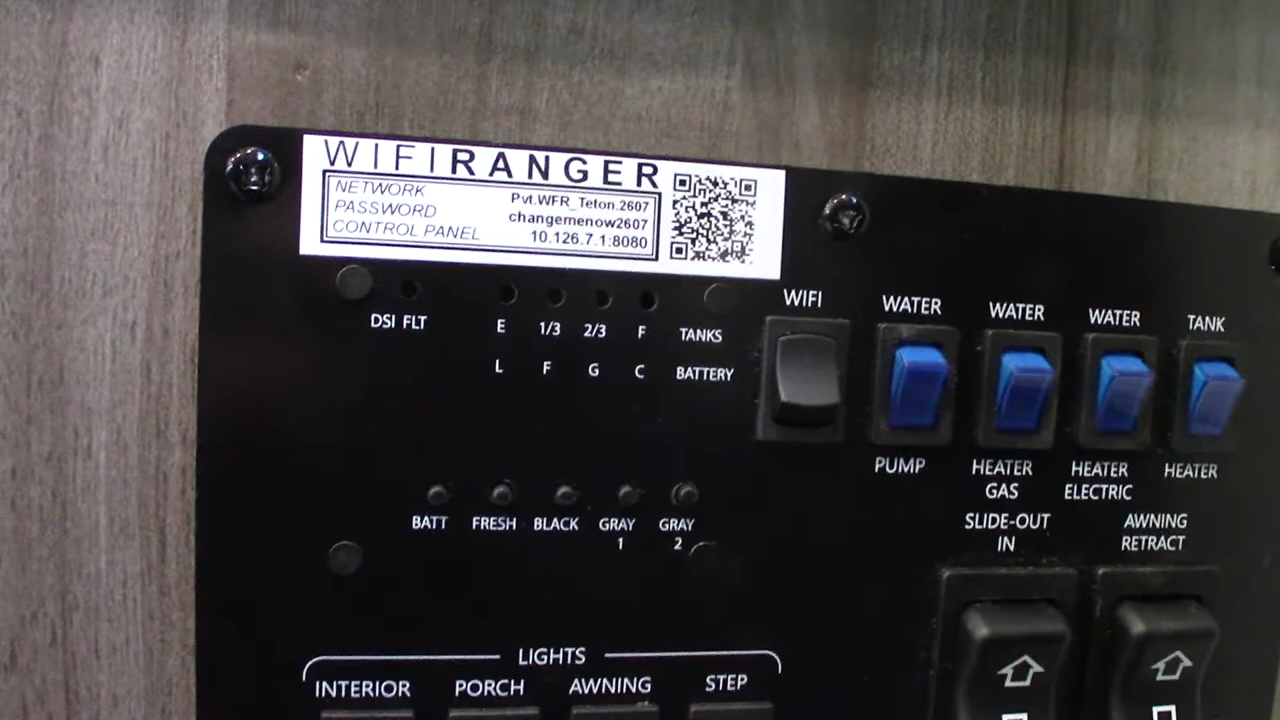 WIFIRANGER
NETWORK Pvt.WFR_Teton.2607
PASSWORD changemenow2607
CONTROL PANEL 10.126.7.1:8080
DSI FLT
E 1/3 2/3 F TANKS
L F G C BATTERY
WIFI
WATER
PUMP
WATER
HEATER
GAS
WATER
HEATER
ELECTRIC
TANK
HEATER
BATT FRESH BLACK GRAY
1
GRAY
2
SLIDE-OUT
IN
AWNING
RETRACT
LIGHTS
INTERIOR PORCH AWNING STEP